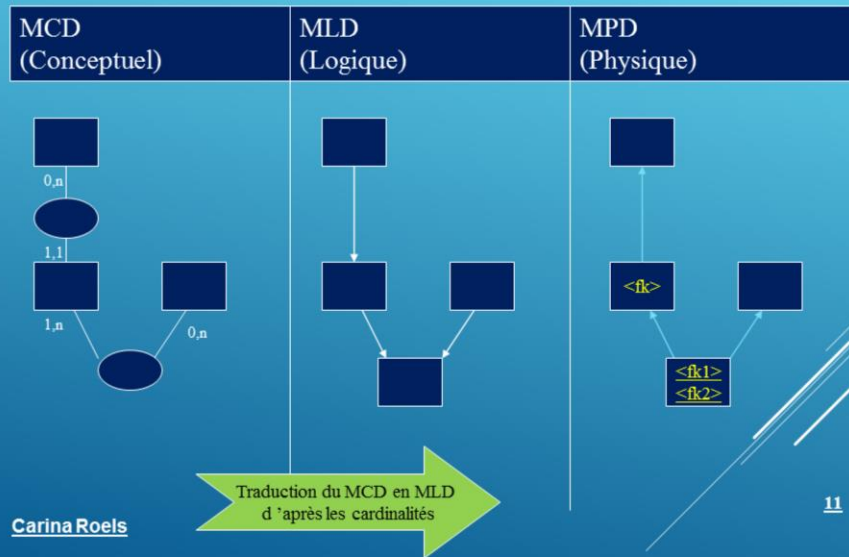 MCD
(Conceptuel)
MLD
(Logique)
MPD
(Physique)
0,n
1,1
1,n
0,n
<fk>
<fk1>
<fk2>
Traduction du MCD en MLD
d ’après les cardinalités
Carina Roels
11